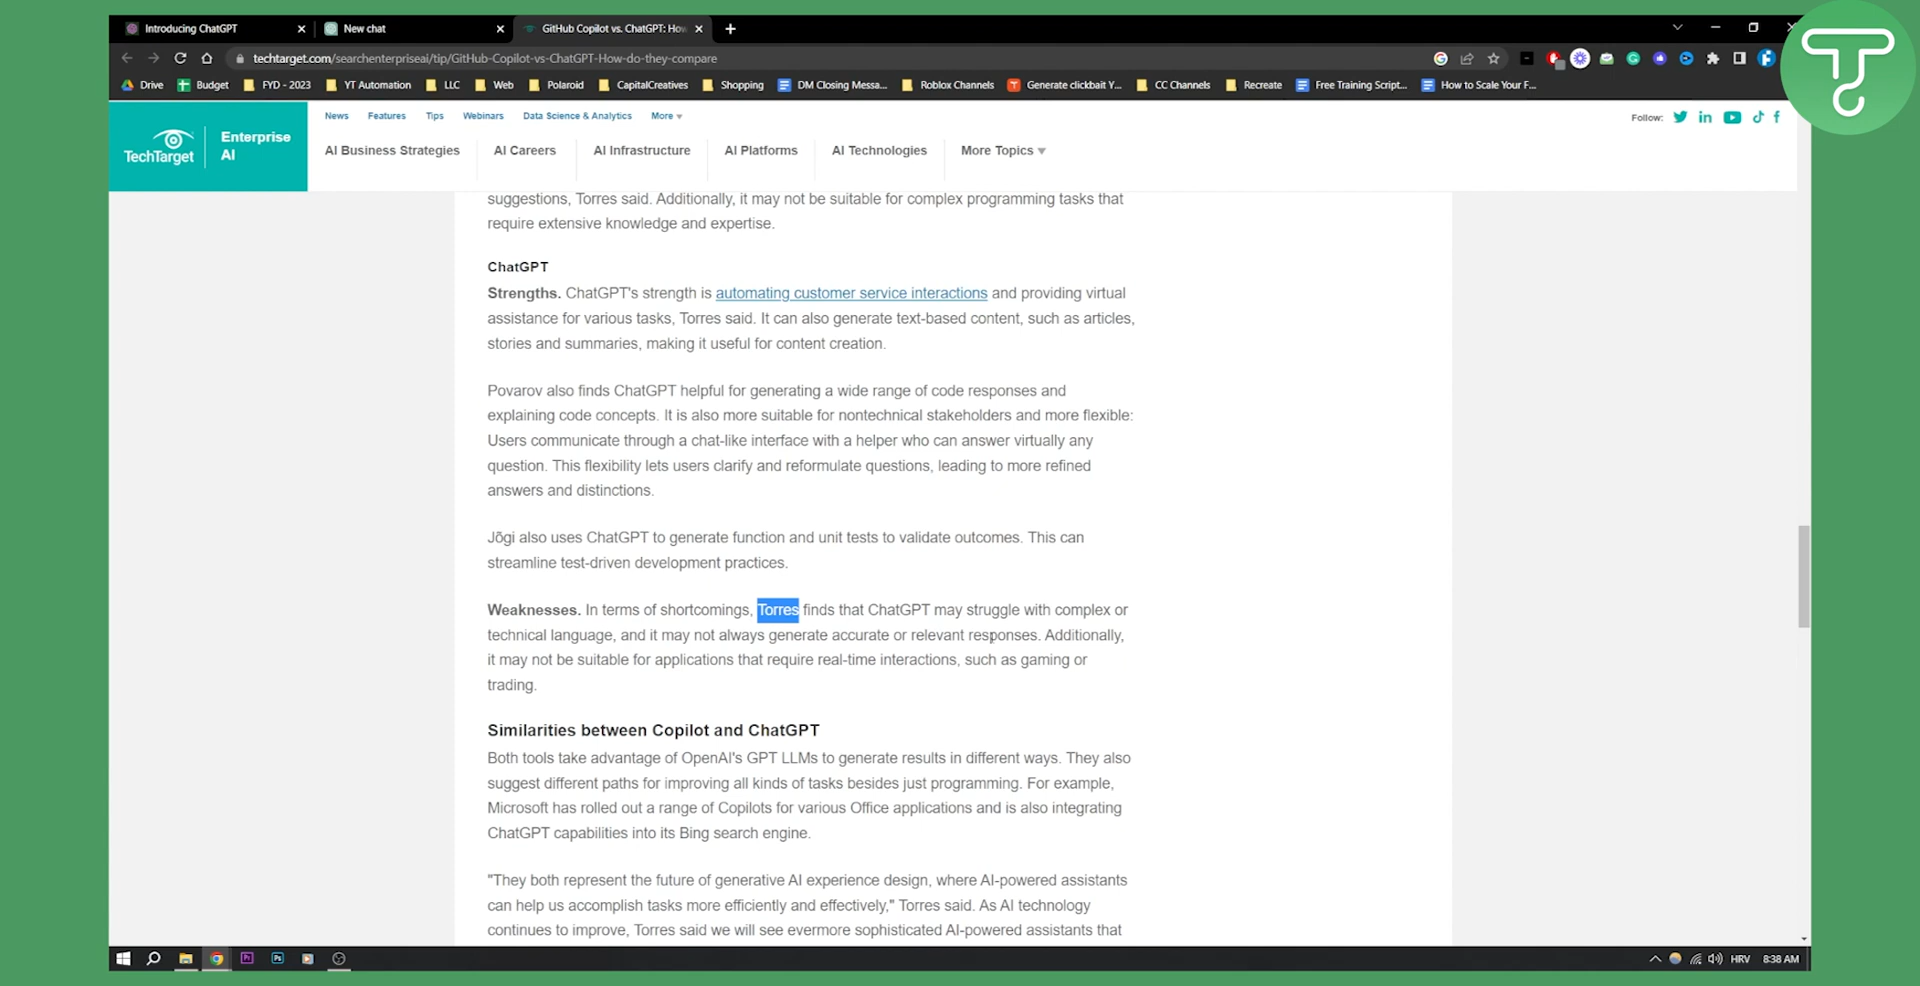 Introducing ChatGPT
New chat
GitHub Copilot vs. ChatGPT: How
techtarget.com/searchenterpriseai/tip/GitHub-Copilot-vs-ChatGPT-How-do-they-compare
Drive
Budget
FYD - 2023
YT Automation
LLC
Web
Polaroid
CapitalCreatives
Shopping
DM Closing Messa...
Roblox Channels
Generate clickbait Y...
CC Channels
Recreate
Free Training Script...
How to Scale Your F...
TechTarget
Enterprise
AI
News
Features
Tips
Webinars
Data Science & Analytics
More
Follow:
AI Business Strategies
AI Careers
AI Infrastructure
AI Platforms
AI Technologies
More Topics
suggestions, Torres said. Additionally, it may not be suitable for complex programming tasks that
require extensive knowledge and expertise.
ChatGPT
Strengths. ChatGPT's strength is automating customer service interactions and providing virtual
assistance for various tasks, Torres said. It can also generate text-based content, such as articles,
stories and summaries, making it useful for content creation.
Povarov also finds ChatGPT helpful for generating a wide range of code responses and
explaining code concepts. It is also more suitable for nontechnical stakeholders and more flexible:
Users communicate through a chat-like interface with a helper who can answer virtually any
question. This flexibility lets users clarify and reformulate questions, leading to more refined
answers and distinctions.
Jõgi also uses ChatGPT to generate function and unit tests to validate outcomes. This can
streamline test-driven development practices.
Weaknesses. In terms of shortcomings, Torres finds that ChatGPT may struggle with complex or
technical language, and it may not always generate accurate or relevant responses. Additionally,
it may not be suitable for applications that require real-time interactions, such as gaming or
trading.
Similarities between Copilot and ChatGPT
Both tools take advantage of OpenAI's GPT LLMs to generate results in different ways. They also
suggest different paths for improving all kinds of tasks besides just programming. For example,
Microsoft has rolled out a range of Copilots for various Office applications and is also integrating
ChatGPT capabilities into its Bing search engine.
"They both represent the future of generative AI experience design, where AI-powered assistants
can help us accomplish tasks more efficiently and effectively," Torres said. As AI technology
continues to improve, Torres said we will see evermore sophisticated AI-powered assistants that
HRV
8:38 AM